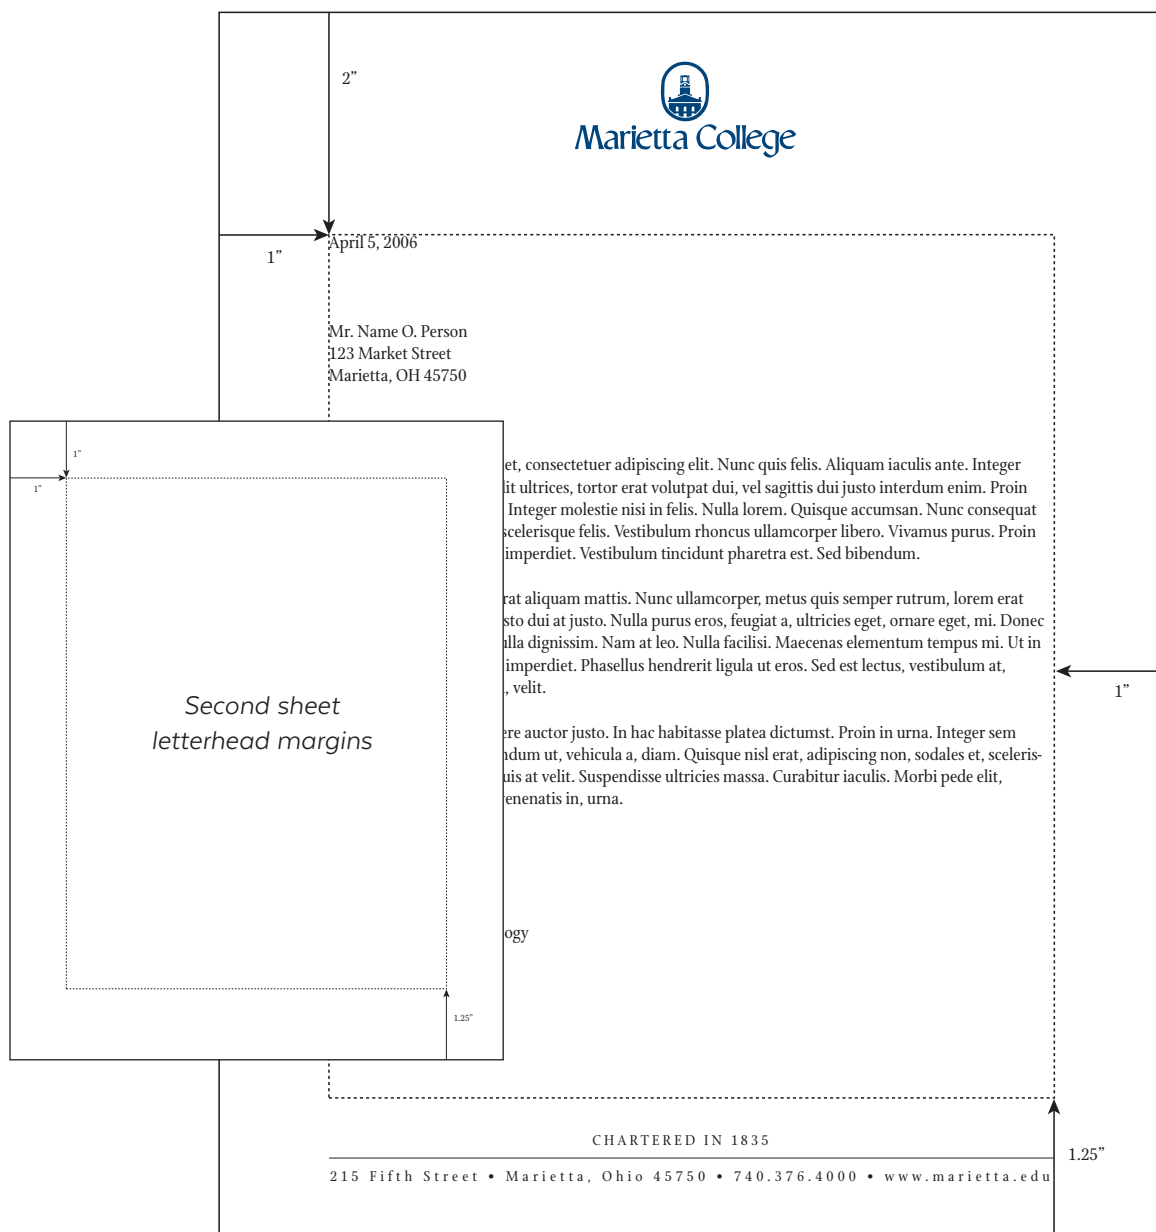 2”
Marietta College
April 5, 2006
1”
Mr. Name O. Person
123 Market Street
Marietta, OH 45750
1”
1”
et, consectetuer adipiscing elit. Nunc quis felis. Aliquam iaculis ante. Integer
lit ultrices, tortor erat volutpat dui, vel sagittis dui justo interdum enim. Proin
Integer molestie nisi in felis. Nulla lorem. Quisque accumsan. Nunc consequat
scelerisque felis. Vestibulum rhoncus ullamcorper libero. Vivamus purus. Proin
imperdiet. Vestibulum tincidunt pharetra est. Sed bibendum.
rat aliquam mattis. Nunc ullamcorper, metus quis semper rutrum, lorem erat
sto dui at justo. Nulla purus eros, feugiat a, ultricies eget, ornare eget, mi. Donec
ulla dignissim. Nam at leo. Nulla facilisi. Maecenas elementum tempus mi. Ut in
imperdiet. Phasellus hendrerit ligula ut eros. Sed est lectus, vestibulum at,
, velit.
1”
Second sheet
letterhead margins
ere auctor justo. In hac habitasse platea dictumst. Proin in urna. Integer sem
ndum ut, vehicula a, diam. Quisque nisl erat, adipiscing non, sodales et, sceleris-
uis at velit. Suspendisse ultricies massa. Curabitur iaculis. Morbi pede elit,
enenatis in, urna.
ogy
1.25”
CHARTERED IN 1835
1.25”
215 Fifth Street • Marietta, Ohio 45750 • 740.376.4000 • www.marietta.edu